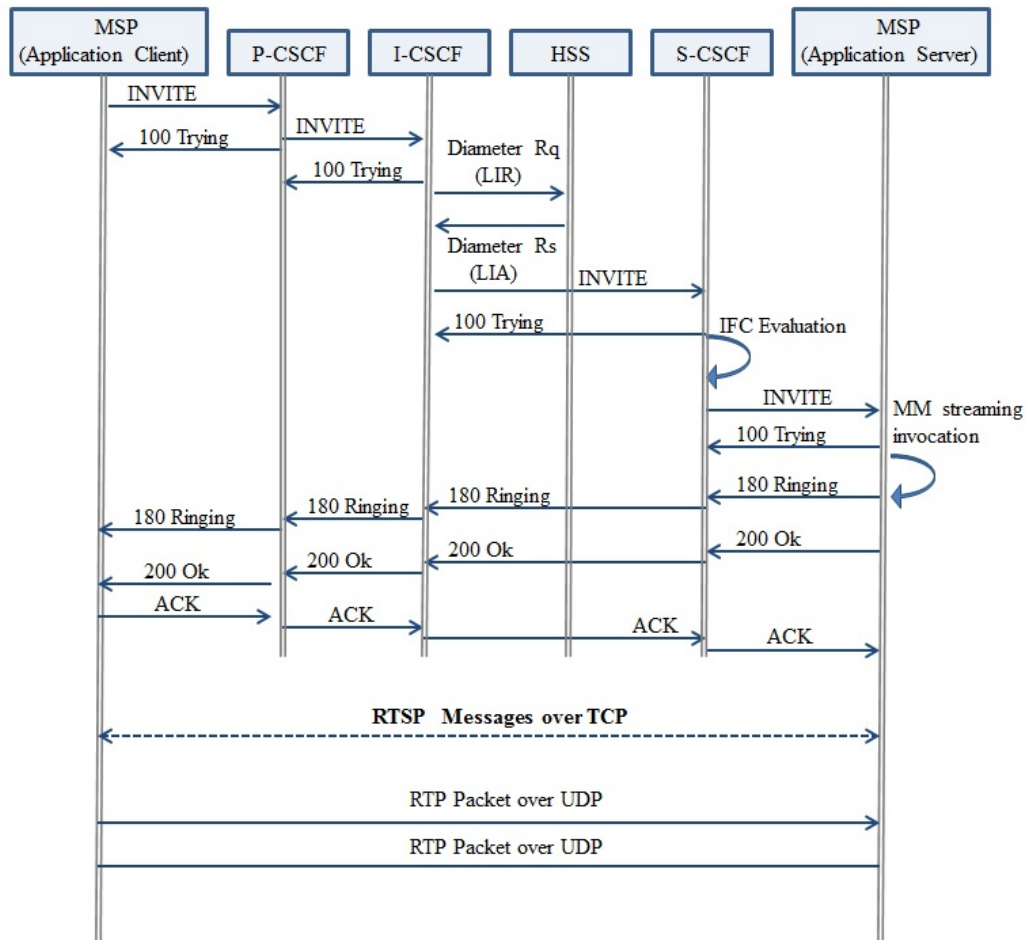 MSP
(Application Client)
P-CSCF
I-CSCF
HSS
S-CSCF
MSP
(Application Server)
INVITE
100 Trying
INVITE
100 Trying
Diameter Rq
(LIR)
Diameter Rs
(LIA)
INVITE
100 Trying
IFC Evaluation
INVITE
MM streaming
invocation
100 Trying
180 Ringing
180 Ringing
180 Ringing
180 Ringing
200 Ok
200 Ok
200 Ok
200 Ok
ACK
ACK
ACK
ACK
RTSP Messages over TCP
RTP Packet over UDP
RTP Packet over UDP